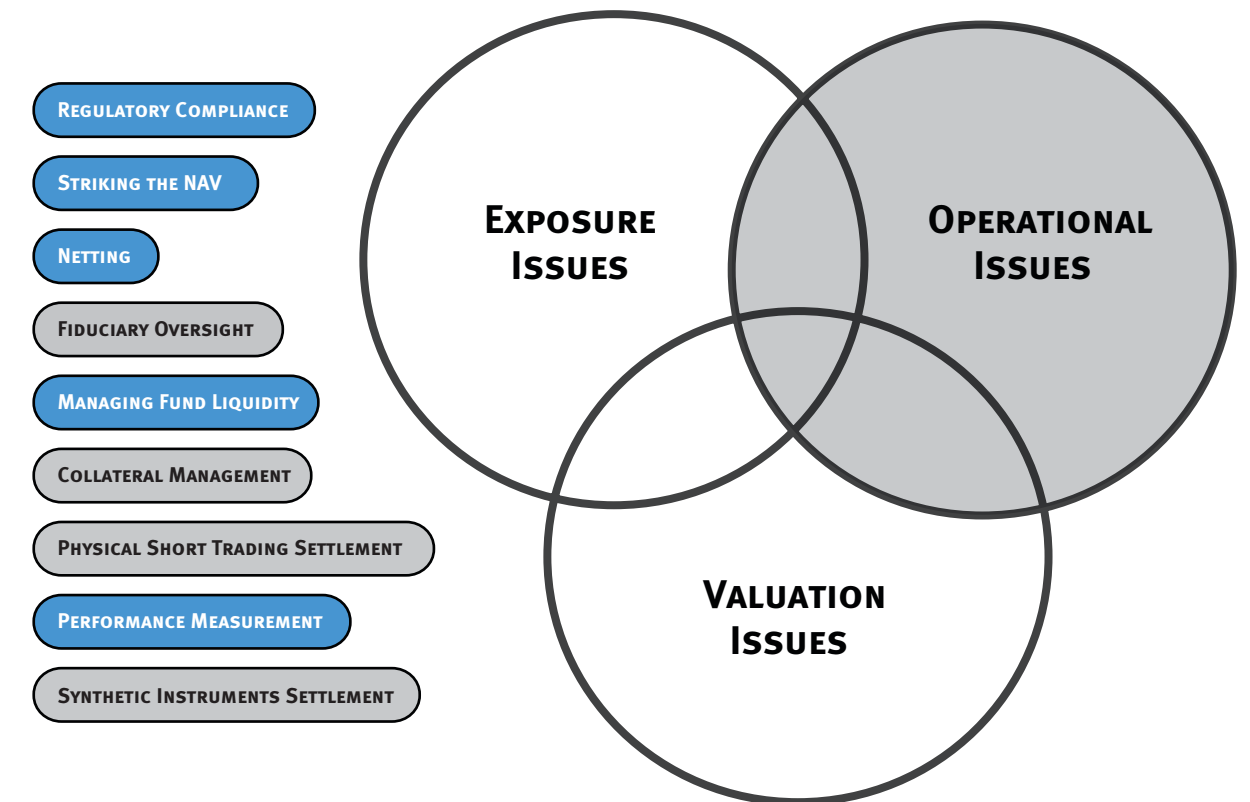 Regulatory Compliance
Striking the NAV
Netting
Fiduciary Oversight
Managing Fund Liquidity
Collateral Management
Physical Short Trading Settlement
Performance Measurement
Synthetic Instruments Settlement
Exposure
Issues
Operational
Issues
Valuation
Issues